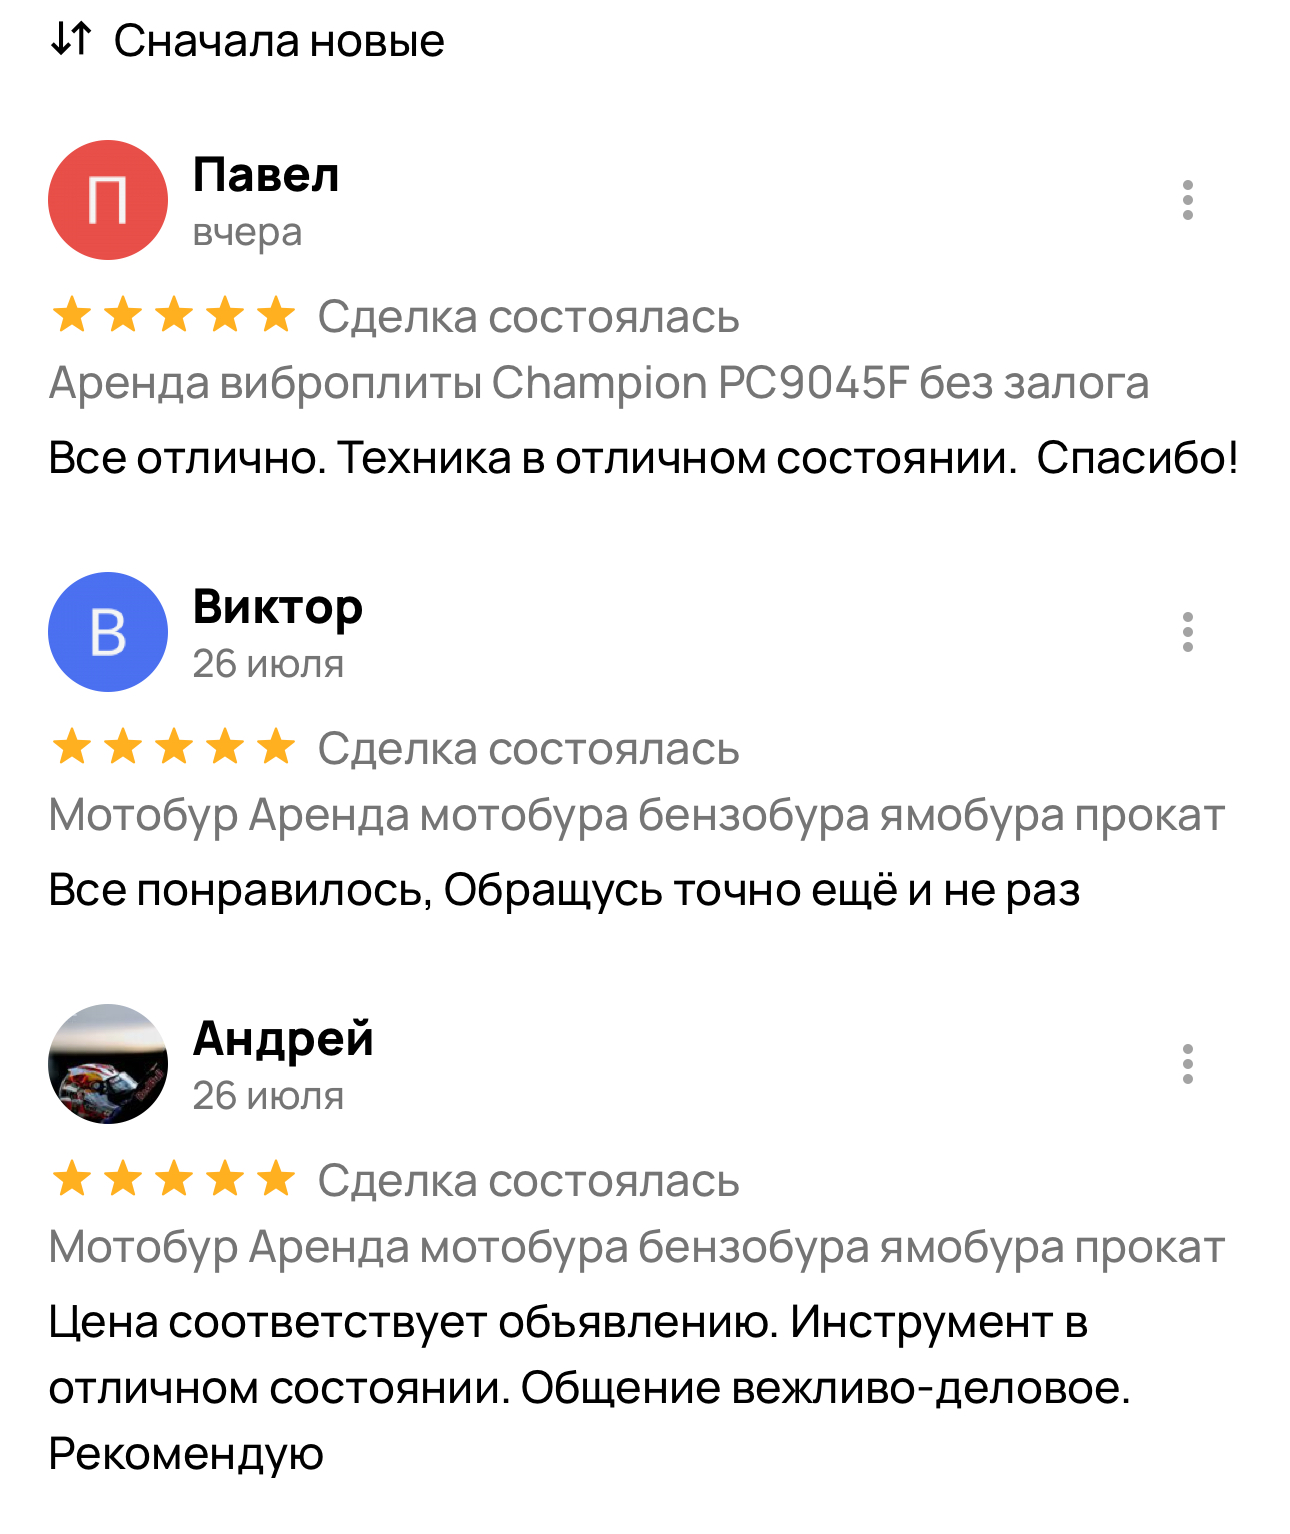 Сначала новые
П
Павел
вчера
Сделка состоялась
Аренда виброплиты Champion PC9045F без залога
Все отлично. Техника в отличном состоянии.  Спасибо!
В
Виктор
26 июля
Сделка состоялась
Мотобур Аренда мотобура бензобура ямобура прокат
Все понравилось, Обращусь точно ещё и не раз
Андрей
26 июля
Сделка состоялась
Мотобур Аренда мотобура бензобура ямобура прокат
Цена соответствует объявлению. Инструмент в
отличном состоянии. Общение вежливо-деловое.
Рекомендую